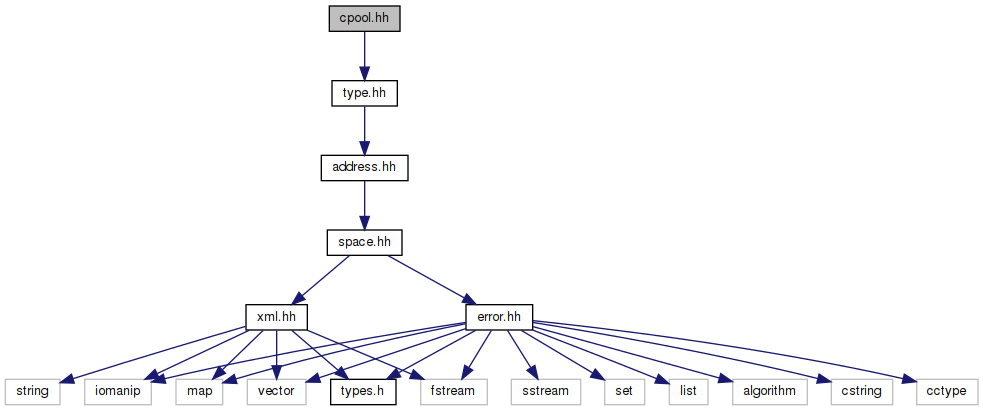 cpool.hh
type.hh
address.hh
space.hh
xml.hh error.hh
string iomanip map vector types.h fstream sstream set list algorithm cstring cctype